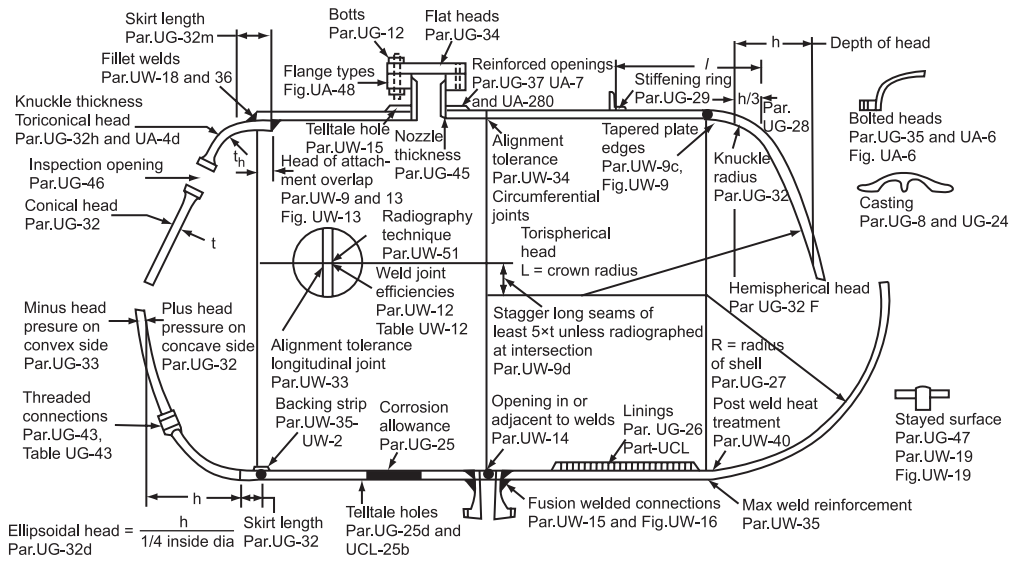 Skirt length
Par.UG-32m
Fillet welds
Par.UW-18 and 36
Knuckle thickness
Toriconical head
Par.UG-32h and UA-4d
Inspection opening
Par.UG-46
Conical head
Par.UG-32
t
th
Botts
Par.UG-12
Flat heads
Par.UG-34
Flange types
Fig.UA-48
Reinforced openings
Par.UG-37 UA-7
and UA-280
Telltale hole
Par.UW-15
Nozzle
thickness
Par.UG-45
Head of attach-
ment overlap
Par.UW-9 and 13
Fig. UW-13
Radiography
technique
Par.UW-51
Weld joint
efficiencies
Par.UW-12
Table UW-12
Alignment tolerance
longitudinal joint
Par.UW-33
l
Stiffening ring
Par.UG-29
h
Depth of head
h/3
Par.
UG-28
Alignment
tolerance
Par.UW-34
Circumferential
joints
Tapered plate
edges
Par.UW-9c,
Fig.UW-9
Knuckle
radius
Par.UG-32
Torispherical
head
L = crown radius
Hemispherical head
Par UG-32 F
Stagger long seams of
least 5×t unless radiographed
at intersection
Par.UW-9d
R = radius
of shell
Par.UG-27
Bolted heads
Par.UG-35 and UA-6
Fig. UA-6
Casting
Par.UG-8 and UG-24
Minus head
presure on
convex side
Par.UG-33
Plus head
pressure on
concave side
Par.UG-32
Threaded
connections
Par.UG-43,
Table UG-43
Backing strip
Par.UW-35-
UW-2
Corrosion
allowance
Par.UG-25
Opening in or
adjacent to welds
Par.UW-14
Linings
Par. UG-26
Part-UCL
Post weld heat
treatment
Par.UW-40
Stayed surface
Par.UG-47
Par.UW-19
Fig.UW-19
h
Ellipsoidal head = h
1/4 inside dia
Par.UG-32d
Skirt length
Par.UG-32
Telltale holes
Par.UG-25d and
UCL-25b
Fusion welded connections
Par.UW-15 and Fig.UW-16
Max weld reinforcement
Par.UW-35